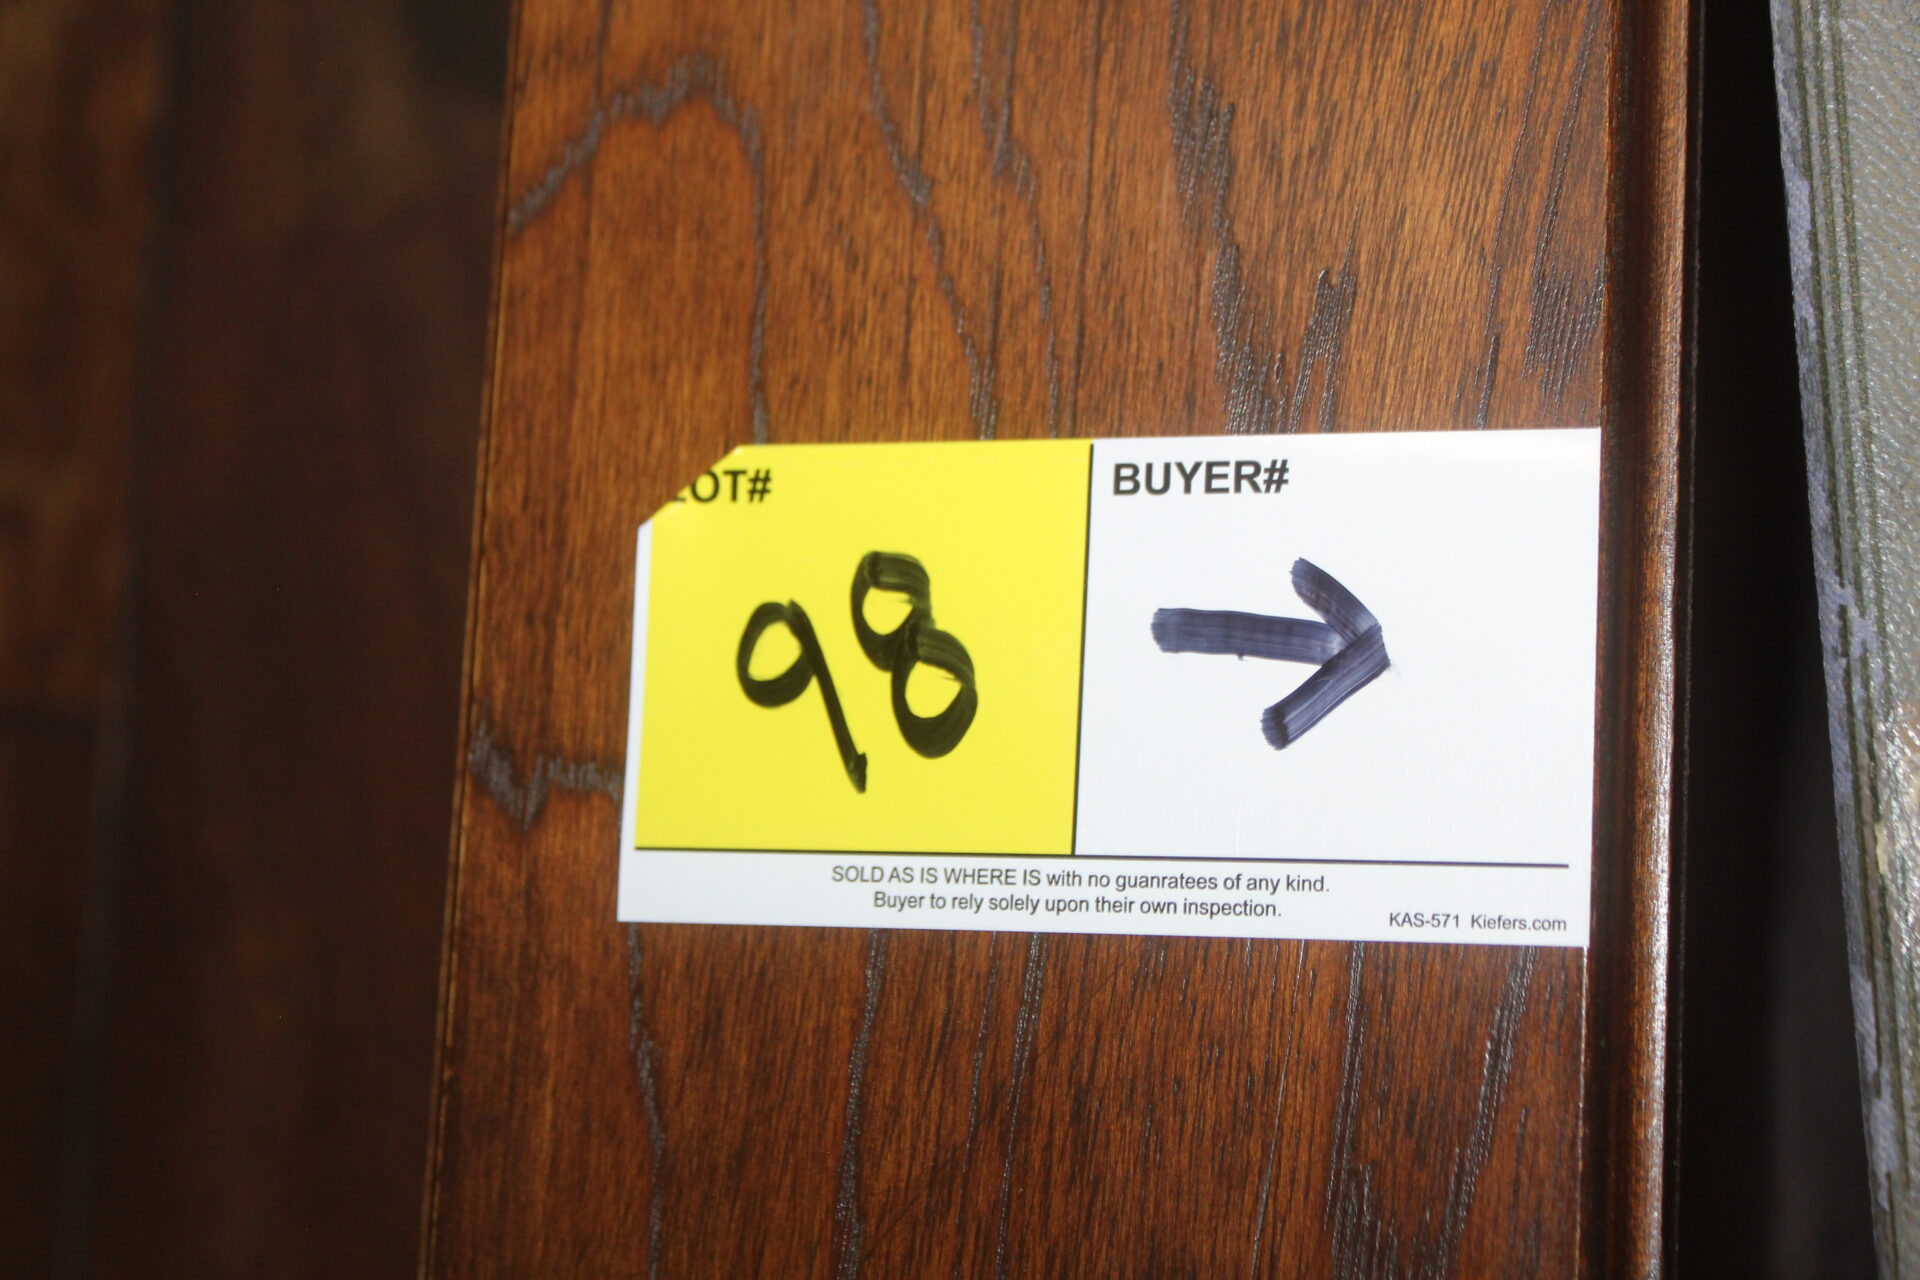 LOT# BUYER#
98 →
SOLD AS IS WHERE IS with no guanratees of any kind.
Buyer to rely solely upon their own inspection.
KAS-571 Kiefers.com